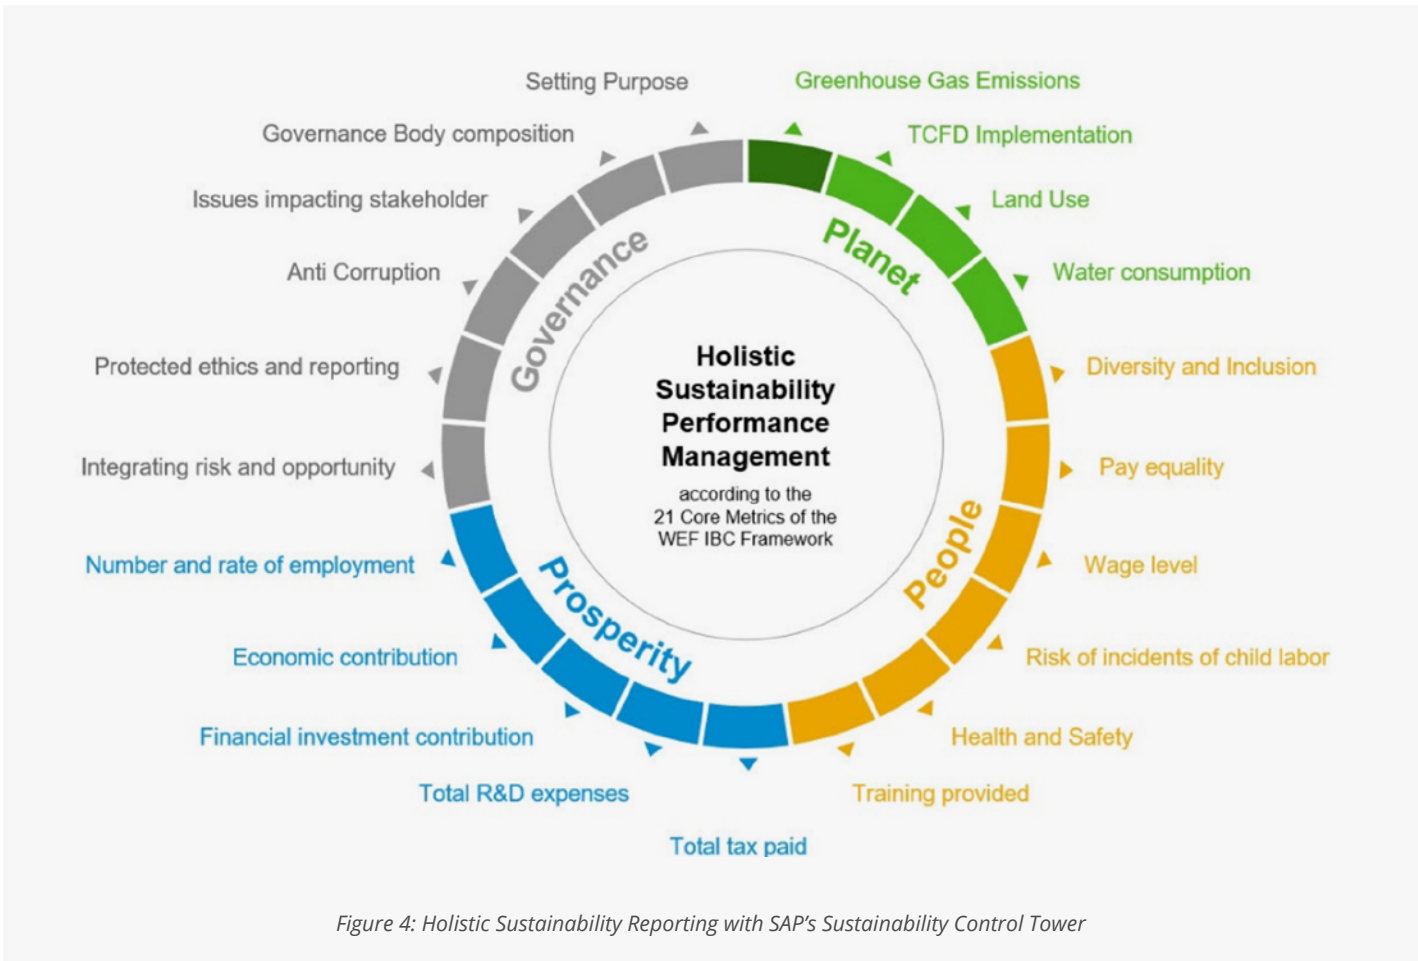 Setting Purpose
Greenhouse Gas Emissions
Governance Body composition
TCFD Implementation
Issues impacting stakeholder
Land Use
Anti Corruption
Water consumption
Protected ethics and reporting
Diversity and Inclusion
Integrating risk and opportunity
Pay equality
Number and rate of employment
Wage level
Economic contribution
Risk of incidents of child labor
Financial investment contribution
Health and Safety
Total R&D expenses
Training provided
Total tax paid
Governance
Planet
People
Prosperity
Holistic
Sustainability
Performance
Management
according to the
21 Core Metrics of the
WEF IBC Framework
Figure 4: Holistic Sustainability Reporting with SAP’s Sustainability Control Tower